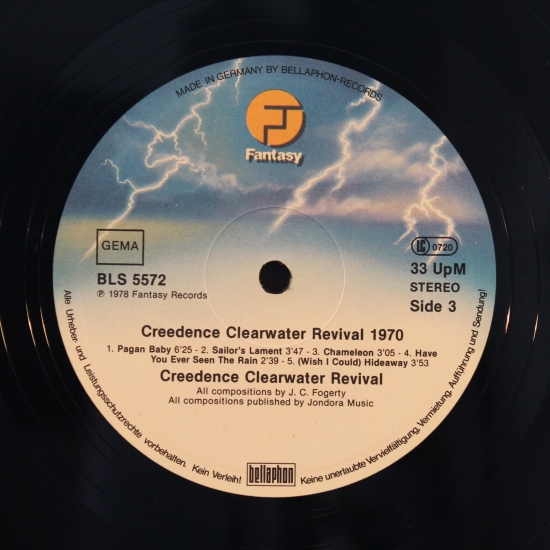 MADE IN GERMANY BY BELLAPHON-RECORDS
Fantasy
GEMA
LC 0720
BLS 5572
℗ 1978 Fantasy Records
33 UpM
STEREO
Side 3
Creedence Clearwater Revival 1970
1. Pagan Baby 6'25 - 2. Sailor's Lament 3'47 - 3. Chameleon 3'05 - 4. Have
You Ever Seen The Rain 2'39 - 5. (Wish I Could) Hideaway 3'53
Creedence Clearwater Revival
All compositions by J. C. Fogerty
All compositions published by Jondora Music
Alle Urheber- und Leistungsschutzrechte vorbehalten. Kein Verleih! Keine unerlaubte Vervielfältigung, Vermietung, Aufführung und Sendung!
bellaphon